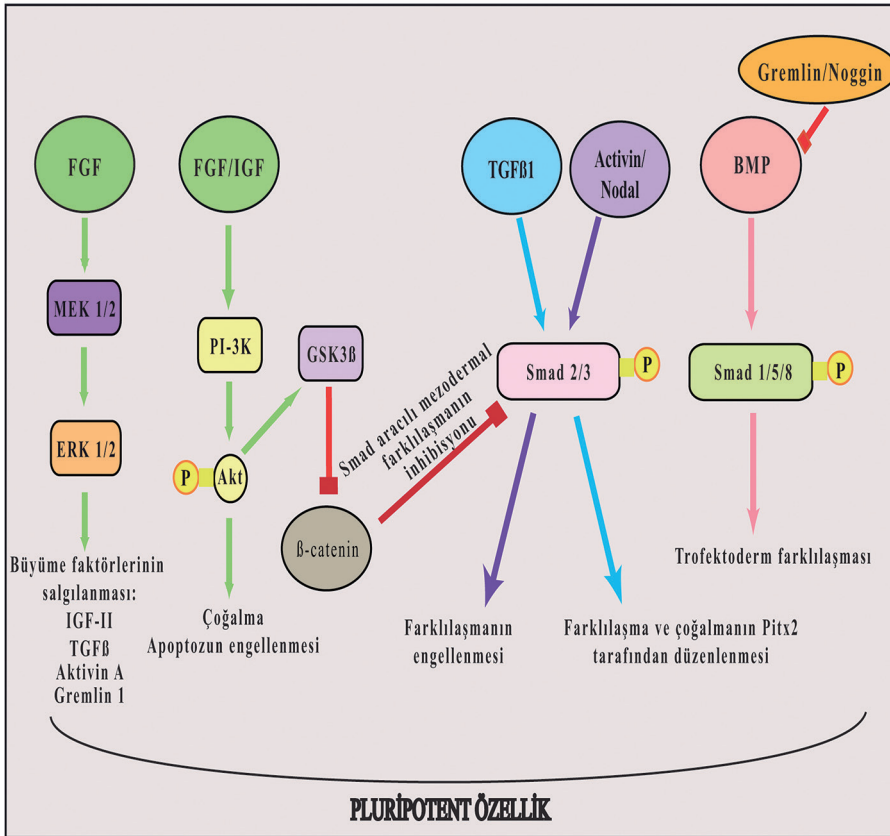 Gremlin/Noggin
FGF
FGF/IGF
TGFß1
Activin/
Nodal
BMP
MEK 1/2
PI-3K
GSK3ß
Smad 2/3
P
Smad 1/5/8
P
ERK 1/2
P
Akt
Smad aracılı mezodermal
farklılaşmanın
inhibisyonu
ß-catenin
Büyüme faktörlerinin
salgılanması:
IGF-II
TGFß
Aktivin A
Gremlin 1
Çoğalma
Apoptozun engellenmesi
Farklılaşmanın
engellenmesi
Farklılaşma ve çoğalmanın Pitx2
tarafından düzenlenmesi
Trofektoderm farklılaşması
PLURIPOTENT ÖZELLİK